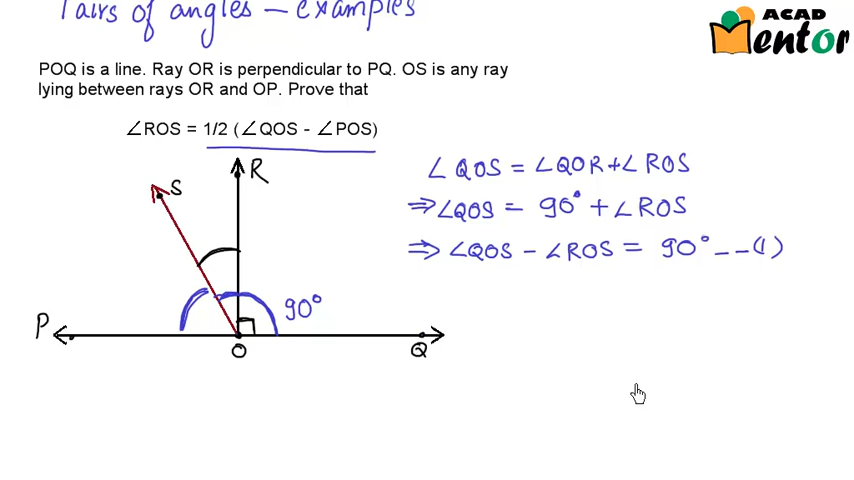 Pairs of angles - examples
ACAD
mentor
POQ is a line. Ray OR is perpendicular to PQ. OS is any ray
lying between rays OR and OP. Prove that
∠ROS = 1/2 (∠QOS - ∠POS)
∠QOS = ∠QOR + ∠ROS
⇒∠QOS = 90° + ∠ROS
⇒ ∠QOS - ∠ROS = 90° _ _ (1)
R
S
90°
P
O
Q